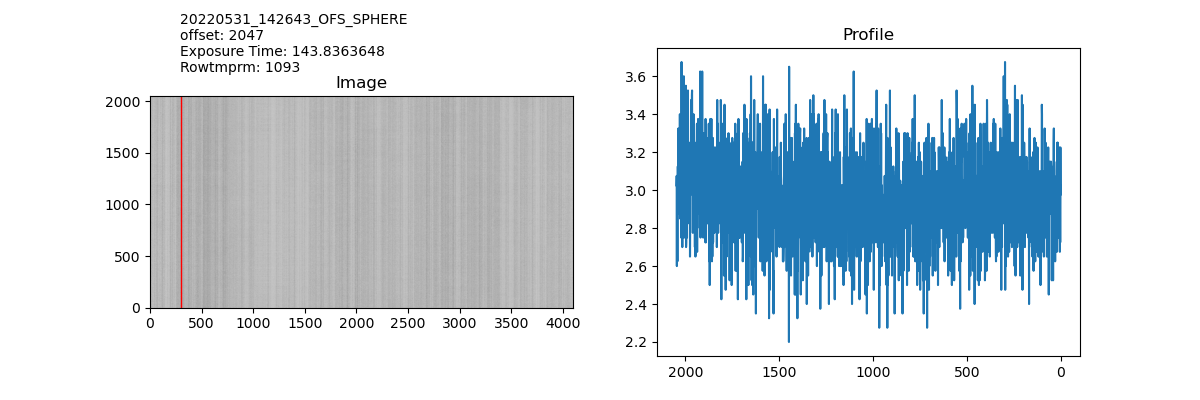 20220531_142643_OFS_SPHERE
offset: 2047
Exposure Time: 143.8363648
Rowtmprm: 1093
Image
2000
1500
1000
500
0
0 500 1000 1500 2000 2500 3000 3500 4000
Profile
3.6
3.4
3.2
3.0
2.8
2.6
2.4
2.2
2000 1500 1000 500 0